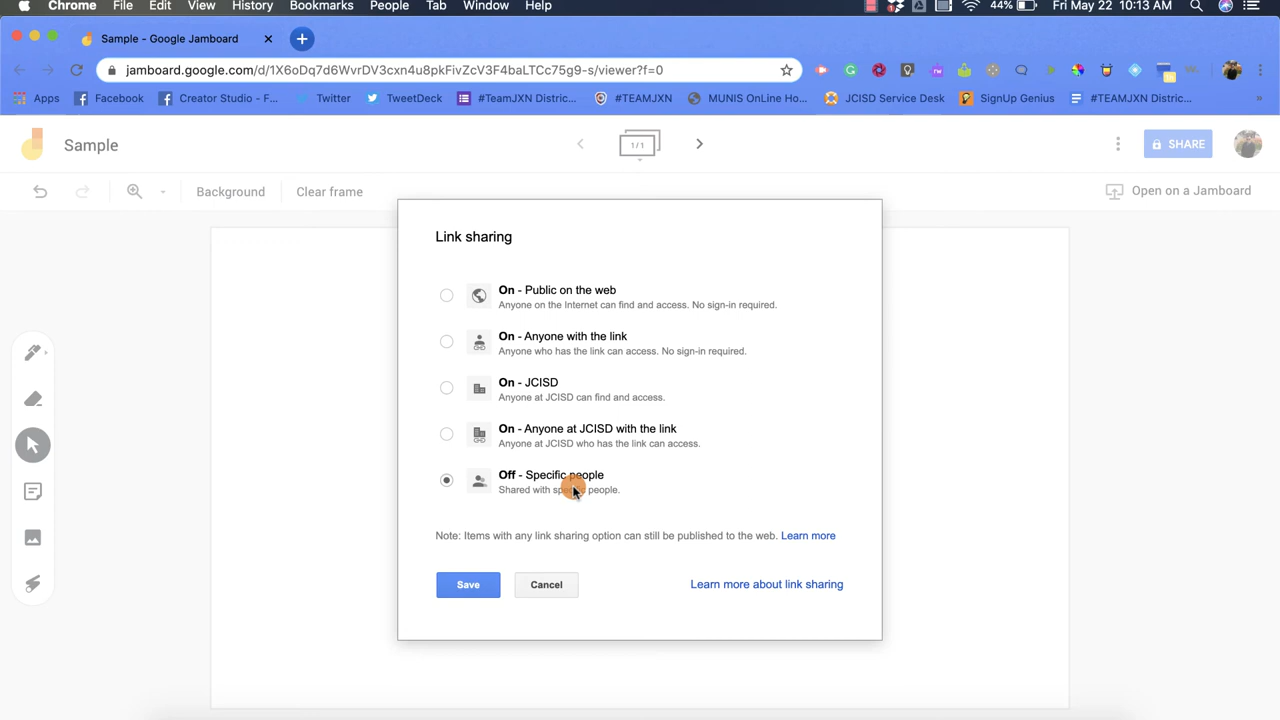 Chrome File Edit View History Bookmarks People Tab Window Help 44% Fri May 22 10:13 AM
Sample - Google Jamboard
jamboard.google.com/d/1X6oDq7d6WvrDV3cxn4u8pkFivZcV3F4baLTCc75g9-s/viewer?f=0
Apps Facebook Creator Studio - F... Twitter TweetDeck #TeamJXN Distric... #TEAMJXN MUNIS OnLine Ho... JCISD Service Desk SignUp Genius #TEAMJXN Distric... »
Sample 1/1 SHARE
Background Clear frame Open on a Jamboard
Link sharing
On - Public on the web
Anyone on the Internet can find and access. No sign-in required.
On - Anyone with the link
Anyone who has the link can access. No sign-in required.
On - JCISD
Anyone at JCISD can find and access.
On - Anyone at JCISD with the link
Anyone at JCISD who has the link can access.
Off - Specific people
Shared with specific people.
Note: Items with any link sharing option can still be published to the web. Learn more
Save Cancel Learn more about link sharing